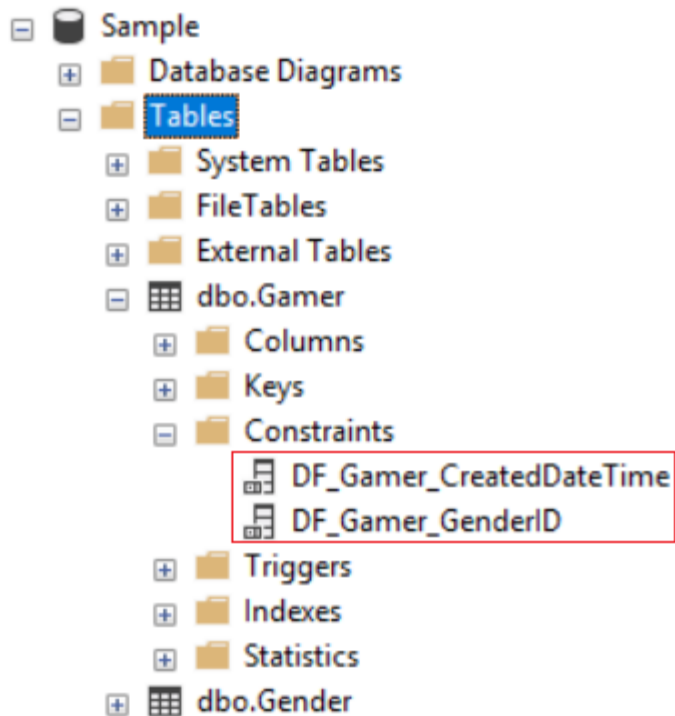 Sample
Database Diagrams
Tables
System Tables
FileTables
External Tables
dbo.Gamer
Columns
Keys
Constraints
DF_Gamer_CreatedDateTime
DF_Gamer_GenderID
Triggers
Indexes
Statistics
dbo.Gender